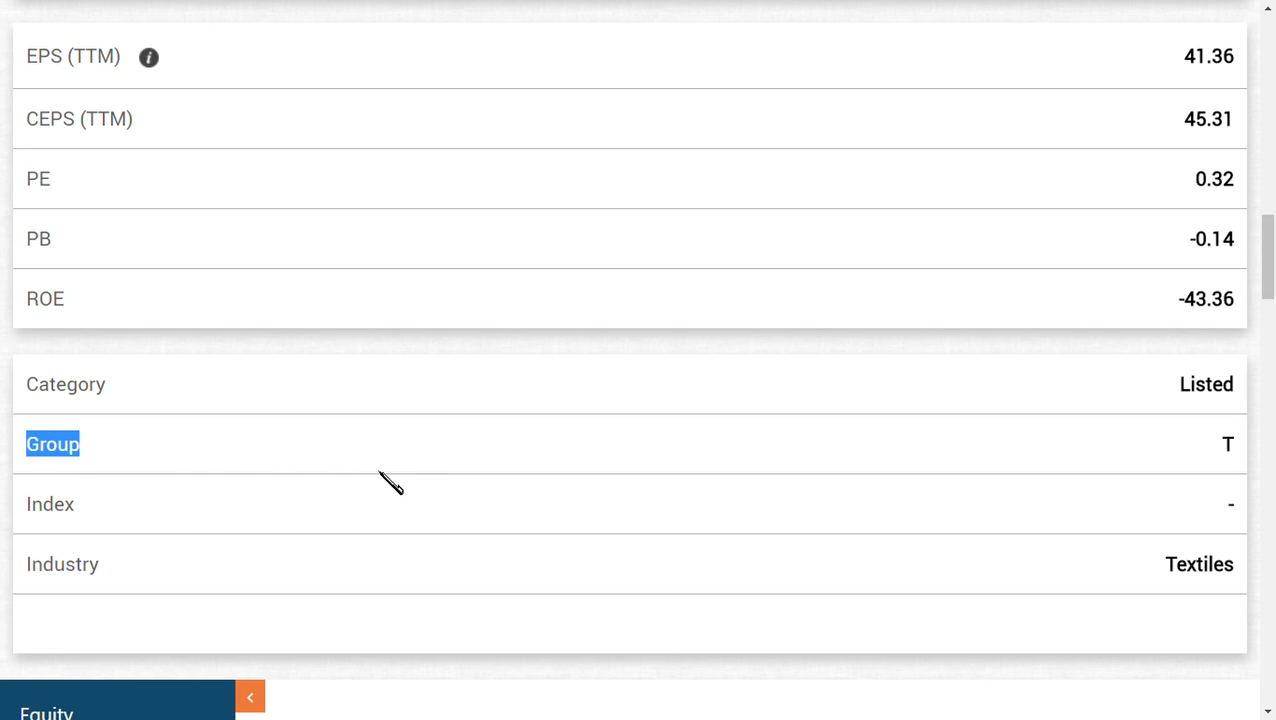 EPS (TTM) i 41.36
CEPS (TTM) 45.31
PE 0.32
PB -0.14
ROE -43.36
Category Listed
Group T
Index -
Industry Textiles
Equity